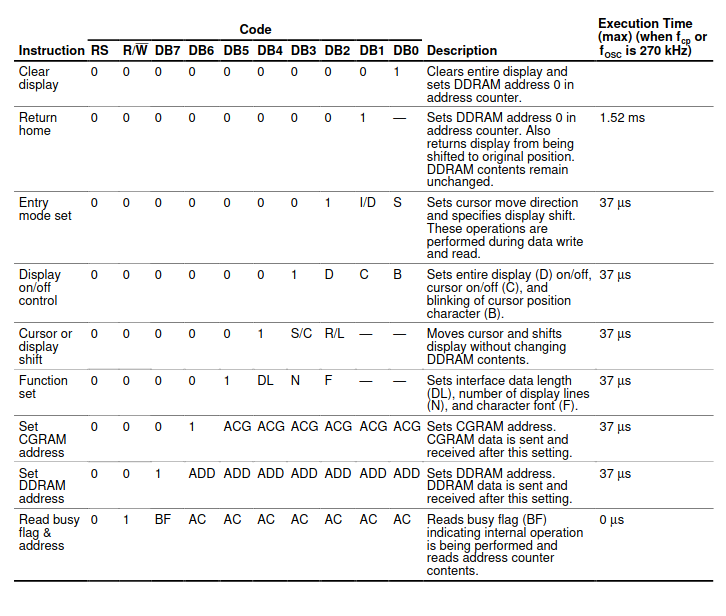 Code
Execution Time (max) (when fcp or fOSC is 270 kHz)
Instruction RS R/W̅ DB7 DB6 DB5 DB4 DB3 DB2 DB1 DB0 Description
Clear display 0 0 0 0 0 0 0 0 0 1 Clears entire display and sets DDRAM address 0 in address counter.
Return home 0 0 0 0 0 0 0 0 1 — Sets DDRAM address 0 in address counter. Also returns display from being shifted to original position. DDRAM contents remain unchanged. 1.52 ms
Entry mode set 0 0 0 0 0 0 0 1 I/D S Sets cursor move direction and specifies display shift. These operations are performed during data write and read. 37 µs
Display on/off control 0 0 0 0 0 0 1 D C B Sets entire display (D) on/off, cursor on/off (C), and blinking of cursor position character (B). 37 µs
Cursor or display shift 0 0 0 0 0 1 S/C R/L — — Moves cursor and shifts display without changing DDRAM contents. 37 µs
Function set 0 0 0 0 1 DL N F — — Sets interface data length (DL), number of display lines (N), and character font (F). 37 µs
Set CGRAM address 0 0 0 1 ACG ACG ACG ACG ACG ACG Sets CGRAM address. CGRAM data is sent and received after this setting. 37 µs
Set DDRAM address 0 0 1 ADD ADD ADD ADD ADD ADD ADD Sets DDRAM address. DDRAM data is sent and received after this setting. 37 µs
Read busy flag & address 0 1 BF AC AC AC AC AC AC AC Reads busy flag (BF) indicating internal operation is being performed and reads address counter contents. 0 µs